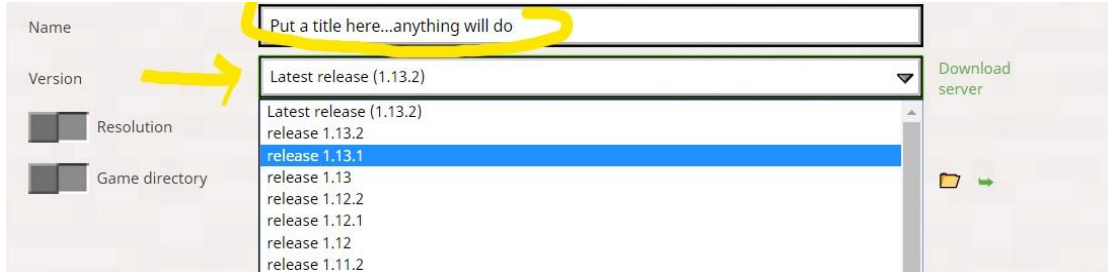 Name
Put a title here...anything will do
Version
Latest release (1.13.2)
Download
server
Latest release (1.13.2)
release 1.13.2
Resolution
release 1.13.1
release 1.13
Game directory
release 1.12.2
release 1.12.1
release 1.12
release 1.11.2